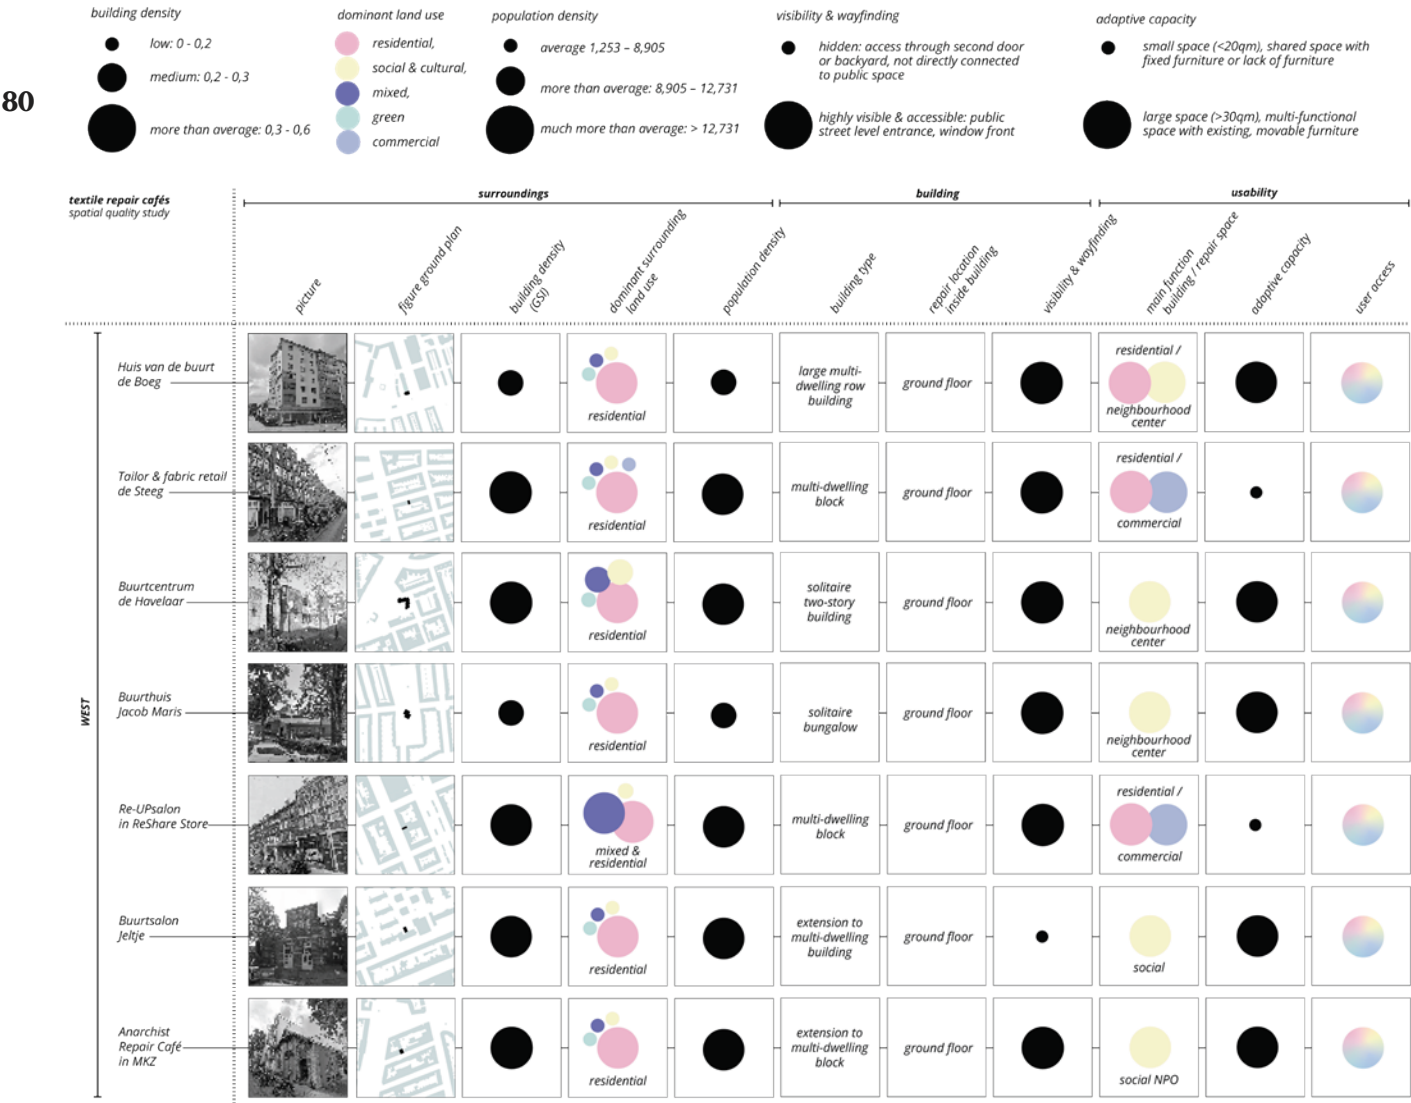 80
building density
low: 0 - 0,2
medium: 0,2 - 0,3
more than average: 0,3 - 0,6
dominant land use
residential,
social & cultural,
mixed,
green
commercial
population density
average 1,253 – 8,905
more than average: 8,905 – 12,731
much more than average: > 12,731
visibility & wayfinding
hidden: access through second door
or backyard, not directly connected
to public space
highly visible & accessible: public
street level entrance, window front
adaptive capacity
small space (<20qm), shared space with
fixed furniture or lack of furniture
large space (>30qm), multi-functional
space with existing, movable furniture
textile repair cafés
spatial quality study
surroundings
building
usability
picture
figure ground plan
building density
(GSI)
dominant surrounding
land use
population density
building type
repair location
inside building
visibility & wayfinding
main function
building / repair space
adaptive capacity
user access
WEST
Huis van de buurt
de Boeg
residential
large multi-
dwelling row
building
ground floor
residential /
neighbourhood
center
Tailor & fabric retail
de Steeg
residential
multi-dwelling
block
ground floor
residential /
commercial
Buurtcentrum
de Havelaar
residential
solitaire
two-story
building
ground floor
neighbourhood
center
Buurthuis
Jacob Maris
residential
solitaire
bungalow
ground floor
neighbourhood
center
Re-UPsalon
in ReShare Store
mixed &
residential
multi-dwelling
block
ground floor
residential /
commercial
Buurtsalon
Jeltje
residential
extension to
multi-dwelling
building
ground floor
social
Anarchist
Repair Café
in MKZ
residential
extension to
multi-dwelling
block
ground floor
social NPO